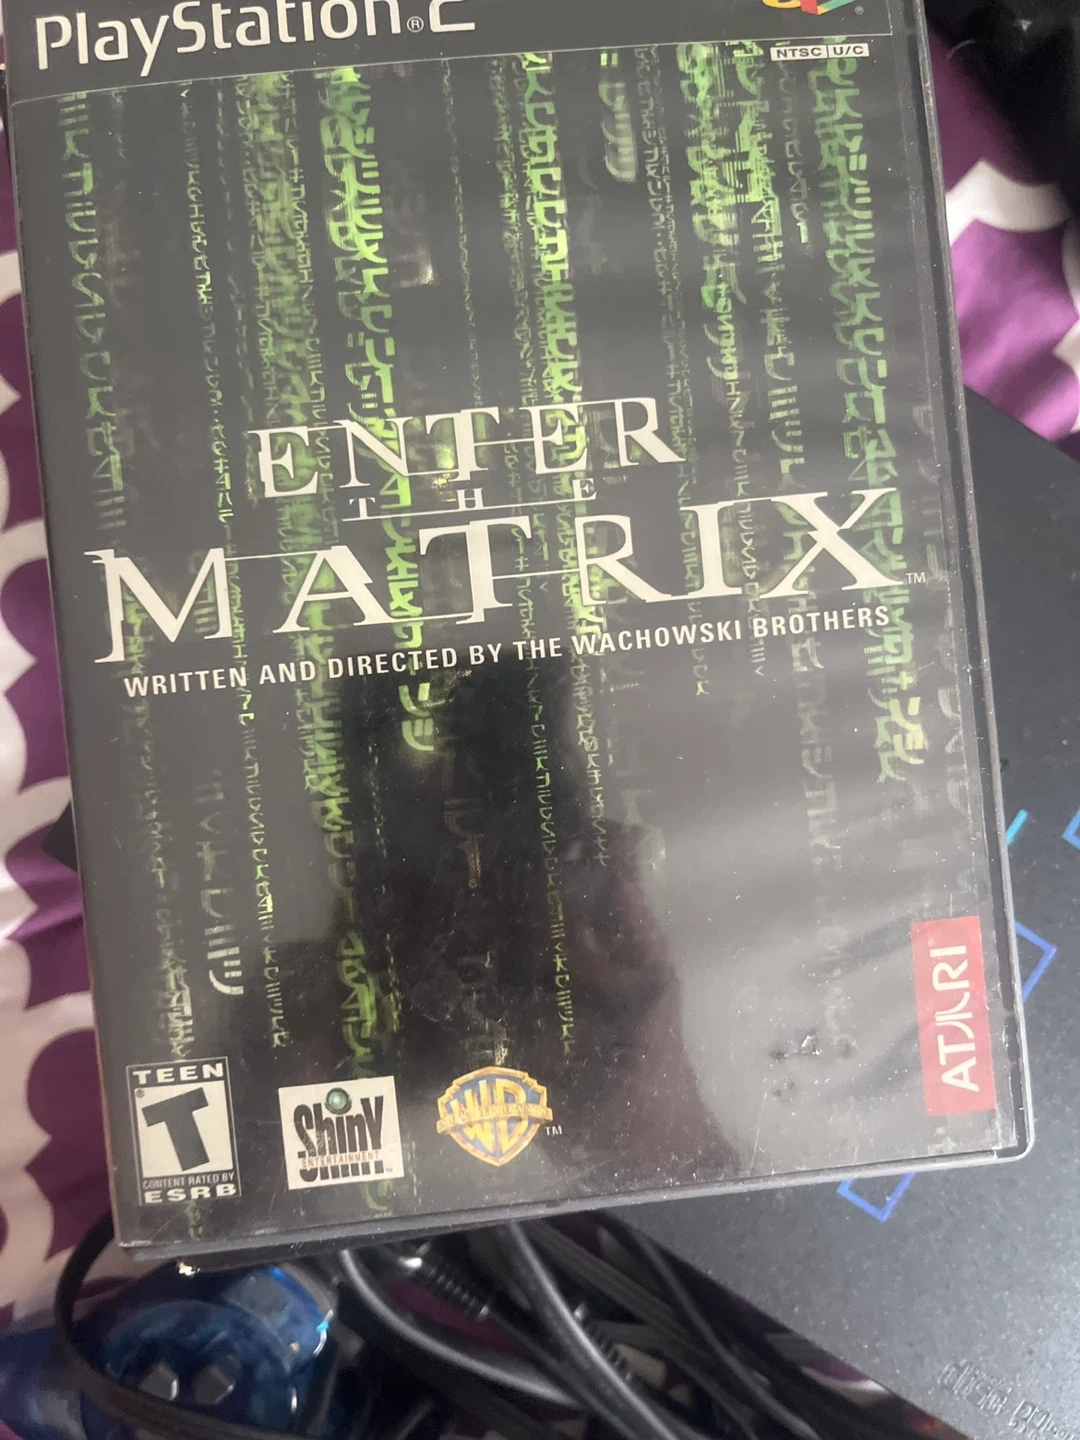 PlayStation®2
NTSC U/C
ENTER
THE
MATRIX™
WRITTEN AND DIRECTED BY THE WACHOWSKI BROTHERS
ATARI
TEEN
T
CONTENT RATED BY
ESRB
Shiny
ENTERTAINMENT
WB™